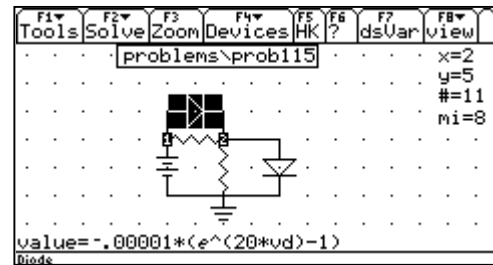 F1▾ F2▾ F3 F4▾ F5 F6 F7 F8▾
Tools Solve Zoom Devices HK ? dsVar view
problems\prob115
x=2
y=5
#=11
mi=8
1 2
value=⁻.00001*(e^(20*vd)-1)
Diode